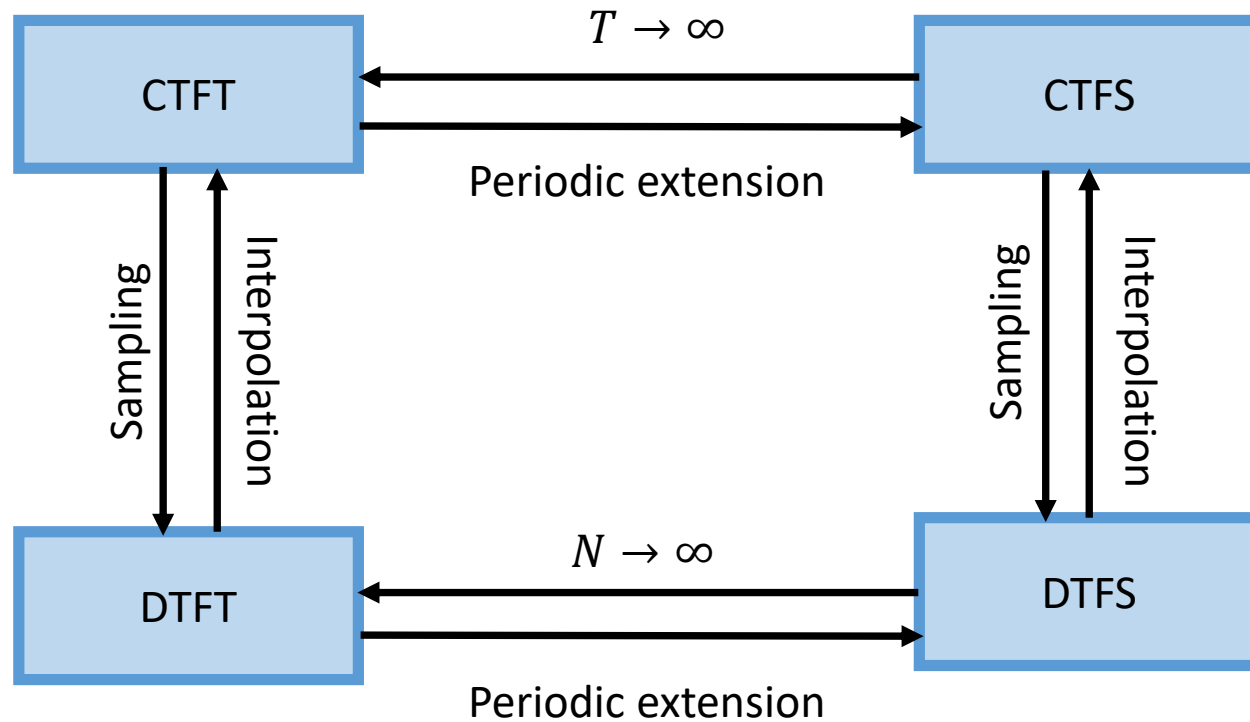 T → ∞
CTFT
CTFS
Periodic extension
Sampling
Interpolation
Sampling
Interpolation
N → ∞
DTFT
DTFS
Periodic extension